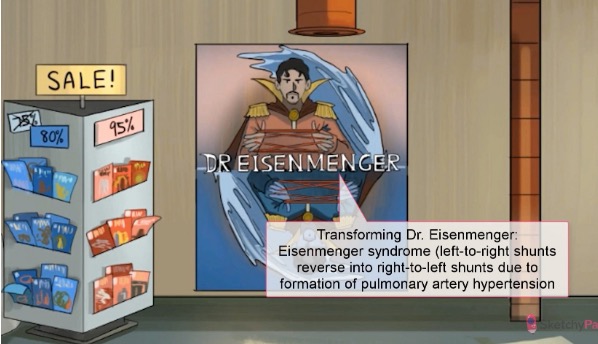 SALE!
75%
80%
95%
DR EISENMENGER
Transforming Dr. Eisenmenger:
Eisenmenger syndrome (left-to-right shunts
reverse into right-to-left shunts due to
formation of pulmonary artery hypertension